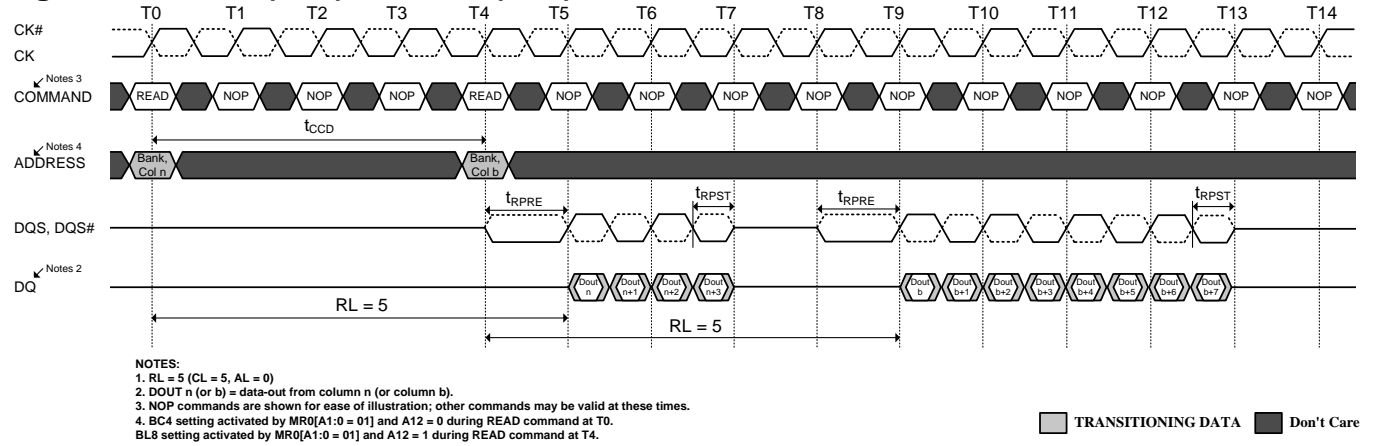 T0 T1 T2 T3 T4 T5 T6 T7 T8 T9 T10 T11 T12 T13 T14
CK#
CK
Notes 3
COMMAND READ NOP NOP NOP READ NOP NOP NOP NOP NOP NOP NOP NOP NOP NOP
tCCD
Notes 4
ADDRESS
Bank, Col n
Bank, Col b
tRPRE tRPST tRPRE tRPST
DQS, DQS#
Notes 2
DQ
Dout n Dout n+1 Dout n+2 Dout n+3 Dout b Dout b+1 Dout b+2 Dout b+3 Dout b+4 Dout b+5 Dout b+6 Dout b+7
RL = 5
RL = 5
NOTES:
1. RL = 5 (CL = 5, AL = 0)
2. DOUT n (or b) = data-out from column n (or column b).
3. NOP commands are shown for ease of illustration; other commands may be valid at these times.
4. BC4 setting activated by MR0[A1:0 = 01] and A12 = 0 during READ command at T0.
BL8 setting activated by MR0[A1:0 = 01] and A12 = 1 during READ command at T4.
TRANSITIONING DATA Don't Care